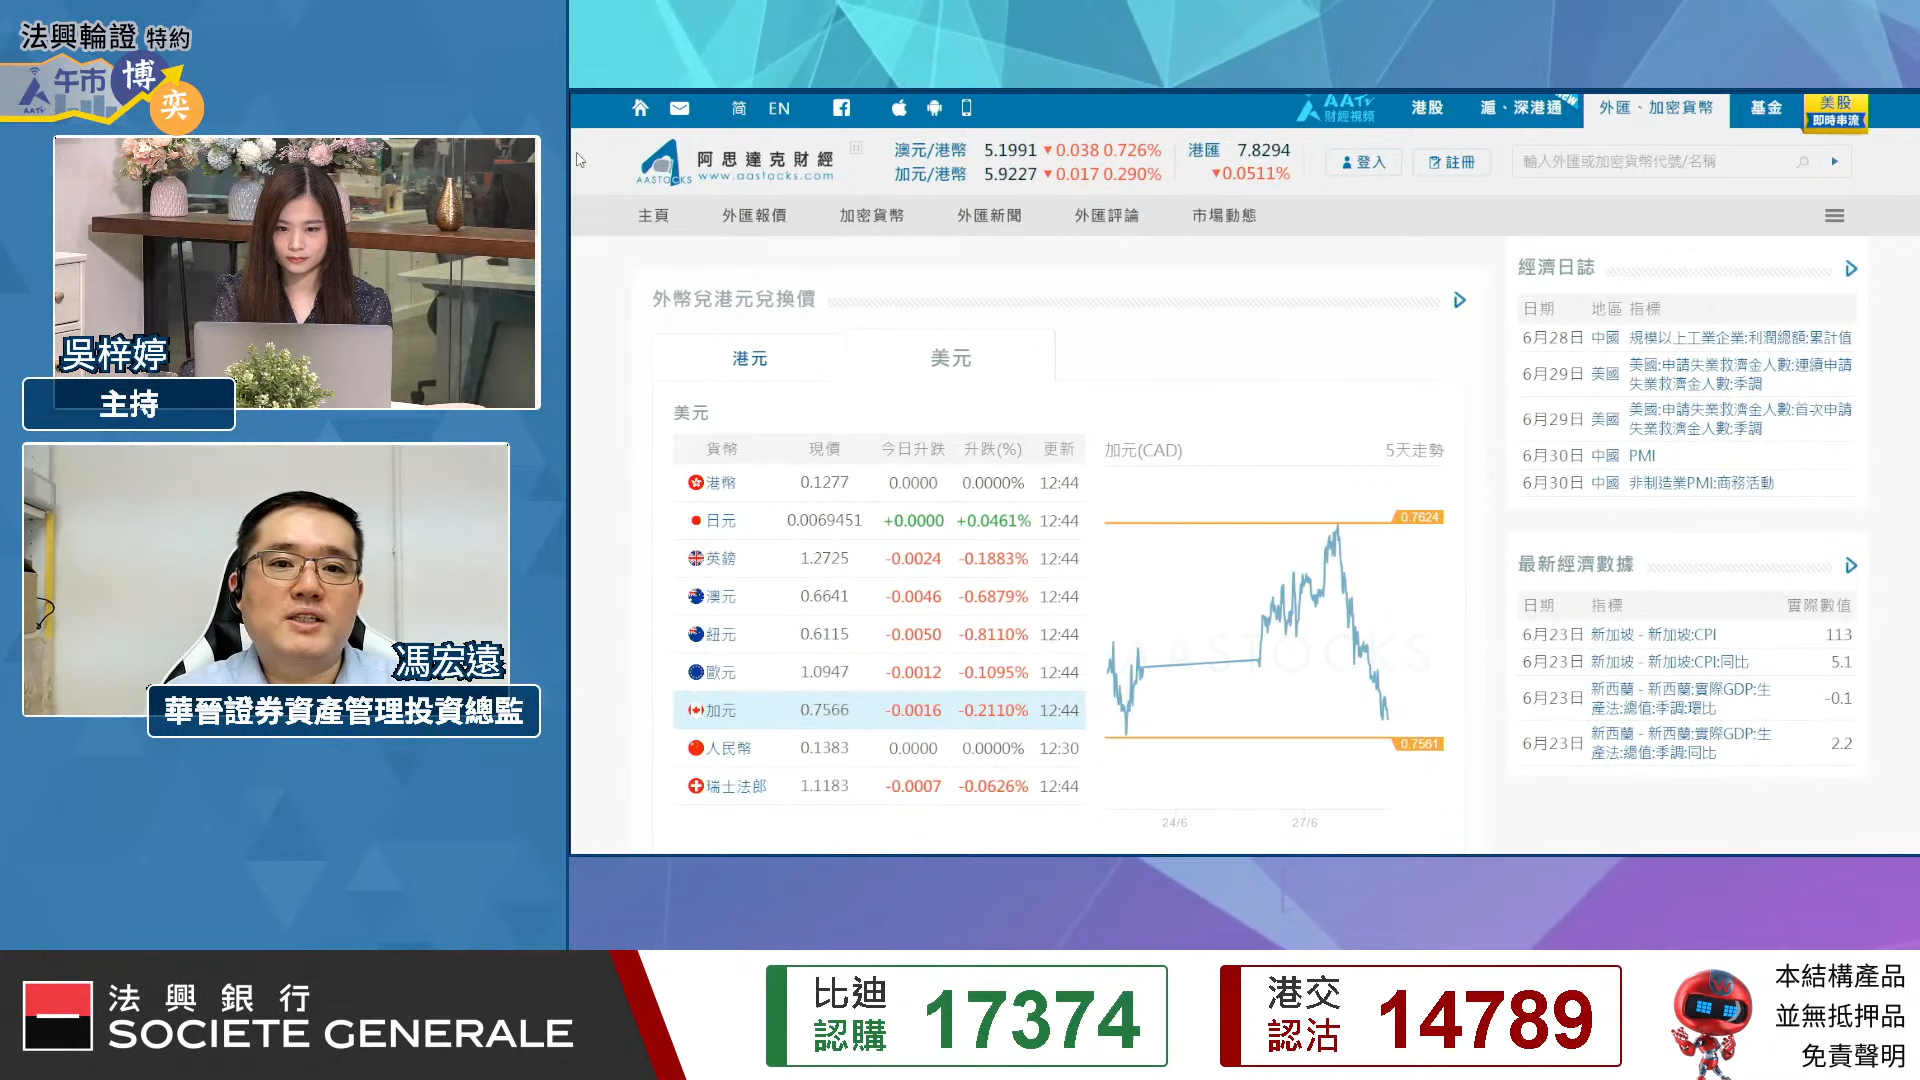 法興輪證 特約
午市 博 弈
AATV
吳梓婷
主持
馮宏遠
華晉證券資產管理投資總監
简 EN
AATV 財經視頻
港股
滬、深港通
外匯、加密貨幣
基金
美股
即時串流
AASTOCKS
阿思達克財經
www.aastocks.com
澳元/港幣 5.1991 ▼0.038 0.726%
加元/港幣 5.9227 ▼0.017 0.290%
港匯 7.8294
▼0.0511%
登入
註冊
輸入外匯或加密貨幣代號/名稱
主頁 外匯報價 加密貨幣 外匯新聞 外匯評論 市場動態
外幣兌港元兌換價
港元 美元
美元
貨幣 現價 今日升跌 升跌(%) 更新
港幣 0.1277 0.0000 0.0000% 12:44
日元 0.0069451 +0.0000 +0.0461% 12:44
英鎊 1.2725 -0.0024 -0.1883% 12:44
澳元 0.6641 -0.0046 -0.6879% 12:44
紐元 0.6115 -0.0050 -0.8110% 12:44
歐元 1.0947 -0.0012 -0.1095% 12:44
加元 0.7566 -0.0016 -0.2110% 12:44
人民幣 0.1383 0.0000 0.0000% 12:30
瑞士法郎 1.1183 -0.0007 -0.0626% 12:44
加元(CAD) 5天走勢
0.7624
AASTOCKS
0.7561
24/6 27/6
經濟日誌
日期 地區 指標
6月28日 中國 規模以上工業企業:利潤總額:累計值
6月29日 美國 美國:申請失業救濟金人數:連續申請
失業救濟金人數:季調
6月29日 美國 美國:申請失業救濟金人數:首次申請
失業救濟金人數:季調
6月30日 中國 PMI
6月30日 中國 非制造業PMI:商務活動
最新經濟數據
日期 指標 實際數值
6月23日 新加坡 - 新加坡:CPI 113
6月23日 新加坡 - 新加坡:CPI:同比 5.1
6月23日 新西蘭 - 新西蘭:實際GDP:生
產法:總值:季調:環比 -0.1
6月23日 新西蘭 - 新西蘭:實際GDP:生
產法:總值:季調:同比 2.2
法興銀行
SOCIETE GENERALE
比迪
認購
17374
港交
認沽
14789
本結構產品
並無抵押品
免責聲明